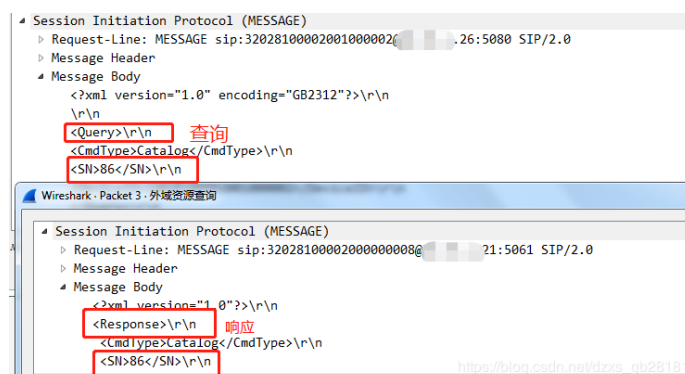 Session Initiation Protocol (MESSAGE)
Request-Line: MESSAGE sip:32028100002001000002@ .26:5080 SIP/2.0
Message Header
Message Body
<?xml version="1.0" encoding="GB2312"?>\r\n
\r\n
<Query>\r\n 查询
<CmdType>Catalog</CmdType>\r\n
<SN>86</SN>\r\n
Wireshark · Packet 3 · 外域资源查询
Session Initiation Protocol (MESSAGE)
Request-Line: MESSAGE sip:32028100002000000008@ 21:5061 SIP/2.0
Message Header
Message Body
<?xml version="1.0"?>\r\n
<Response>\r\n 响应
<CmdType>Catalog</CmdType>\r\n
<SN>86</SN>\r\n
https://blog.csdn.net/dzxs_gb28181